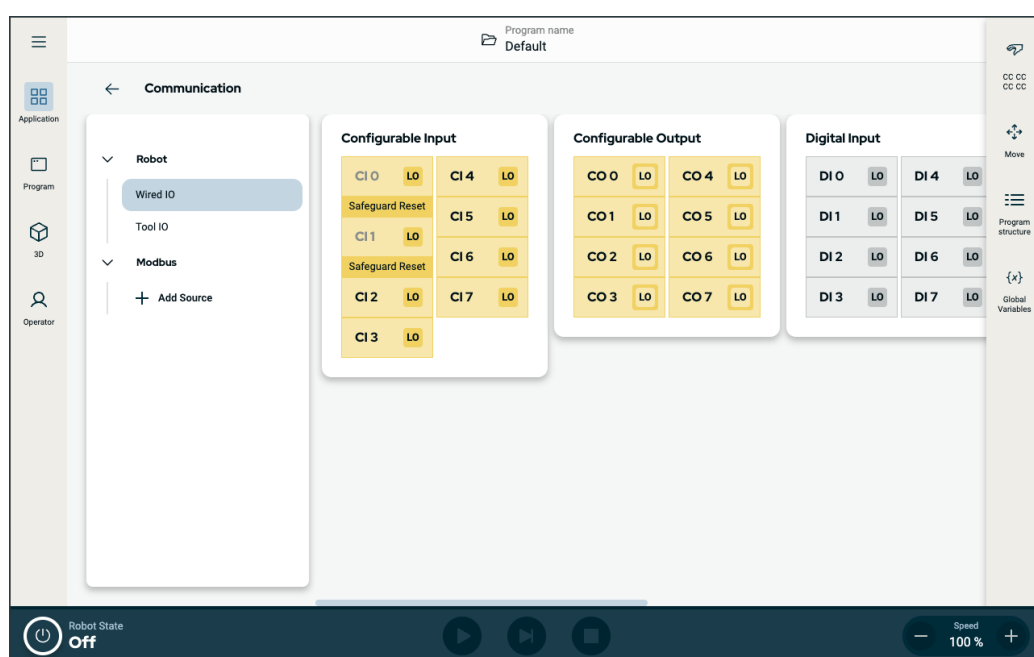 Program name
Default
Communication
Application
Program
3D
Operator
Robot
Wired IO
Tool IO
Modbus
Add Source
Configurable Input
CI 0 LO CI 4 LO
Safeguard Reset
CI 5 LO
CI 1 LO
CI 6 LO
Safeguard Reset
CI 2 LO CI 7 LO
CI 3 LO
Configurable Output
CO 0 LO CO 4 LO
CO 1 LO CO 5 LO
CO 2 LO CO 6 LO
CO 3 LO CO 7 LO
Digital Input
DI 0 LO DI 4 LO
DI 1 LO DI 5 LO
DI 2 LO DI 6 LO
DI 3 LO DI 7 LO
CC CC
CC CC
Move
Program
structure
{x}
Global
Variables
Robot State
Off
Speed
100 %